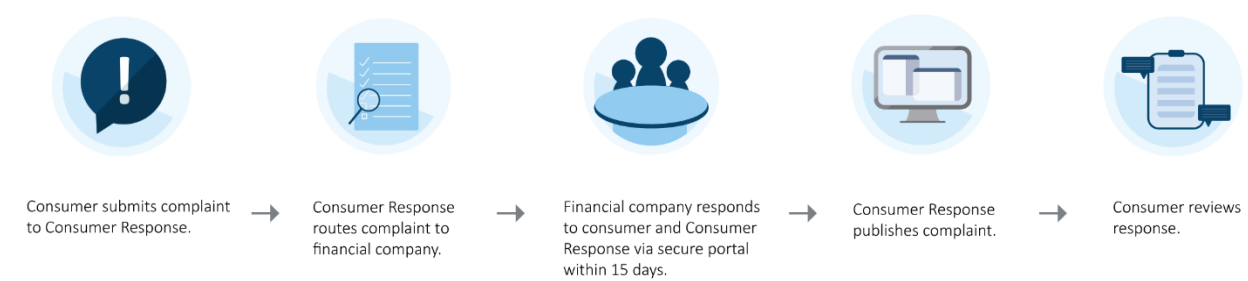 Consumer submits complaint
to Consumer Response.
Consumer Response
routes complaint to
financial company.
Financial company responds
to consumer and Consumer
Response via secure portal
within 15 days.
Consumer Response
publishes complaint.
Consumer reviews
response.